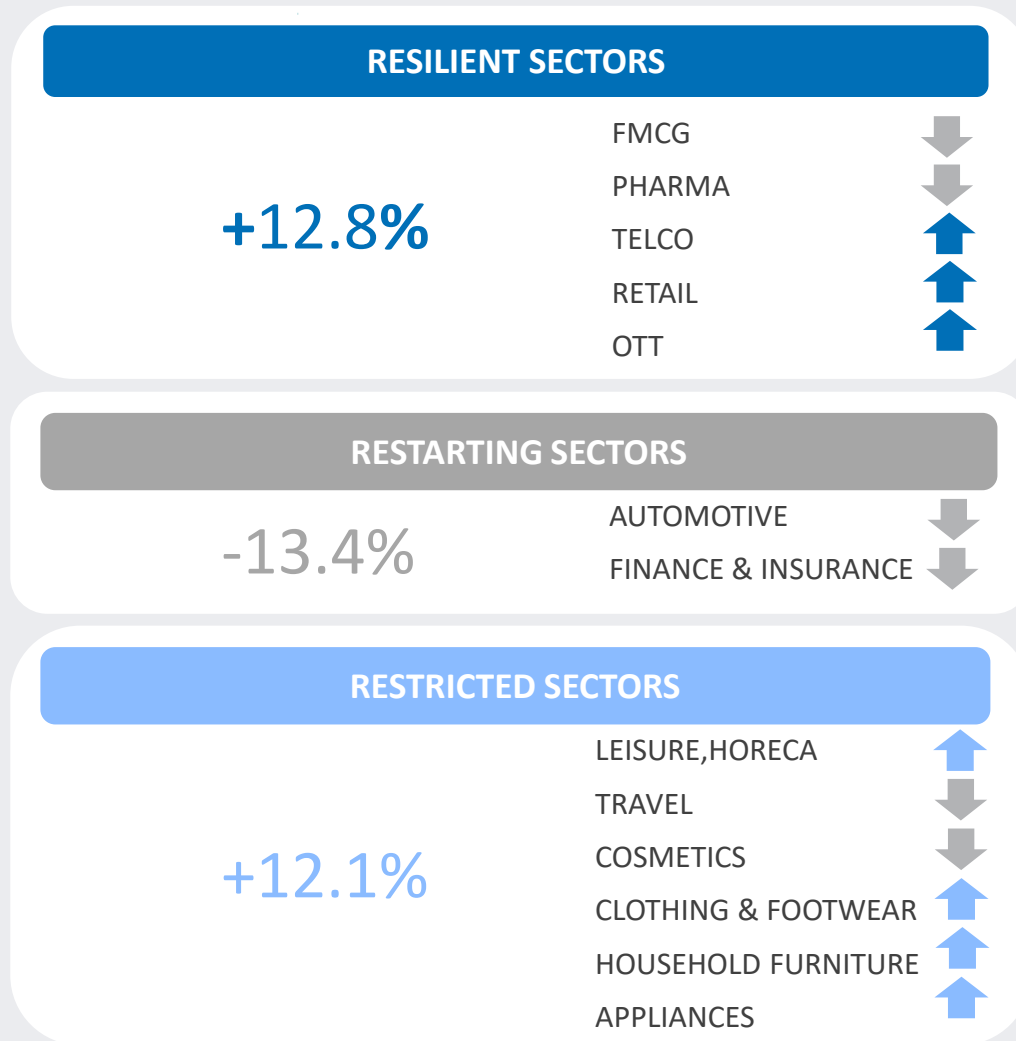 RESILIENT SECTORS
+12.8%
FMCG
PHARMA
TELCO
RETAIL
OTT
RESTARTING SECTORS
-13.4%
AUTOMOTIVE
FINANCE & INSURANCE
RESTRICTED SECTORS
+12.1%
LEISURE,HORECA
TRAVEL
COSMETICS
CLOTHING & FOOTWEAR
HOUSEHOLD FURNITURE
APPLIANCES